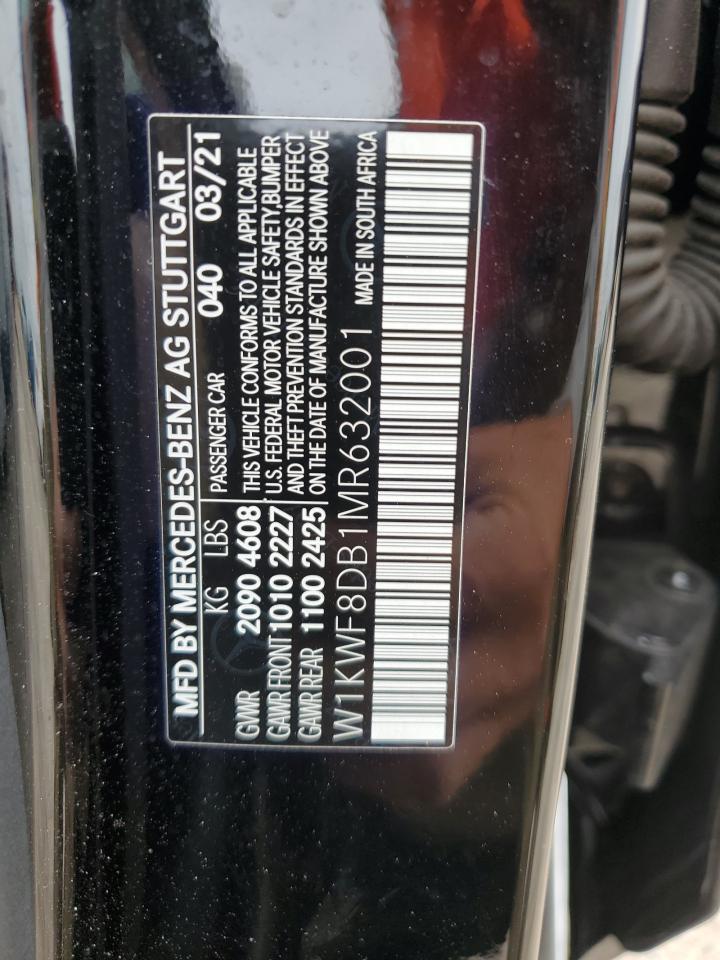 MFD BY MERCEDES-BENZ AG STUTTGART
KG LBS 040 03/21
GVWR 2090 4608 PASSENGER CAR
GAWR FRONT 1010 2227
GAWR REAR 1100 2425
THIS VEHICLE CONFORMS TO ALL APPLICABLE
U.S. FEDERAL MOTOR VEHICLE SAFETY,BUMPER
AND THEFT PREVENTION STANDARDS IN EFFECT
ON THE DATE OF MANUFACTURE SHOWN ABOVE
W1KWF8DB1MR632001 MADE IN SOUTH AFRICA